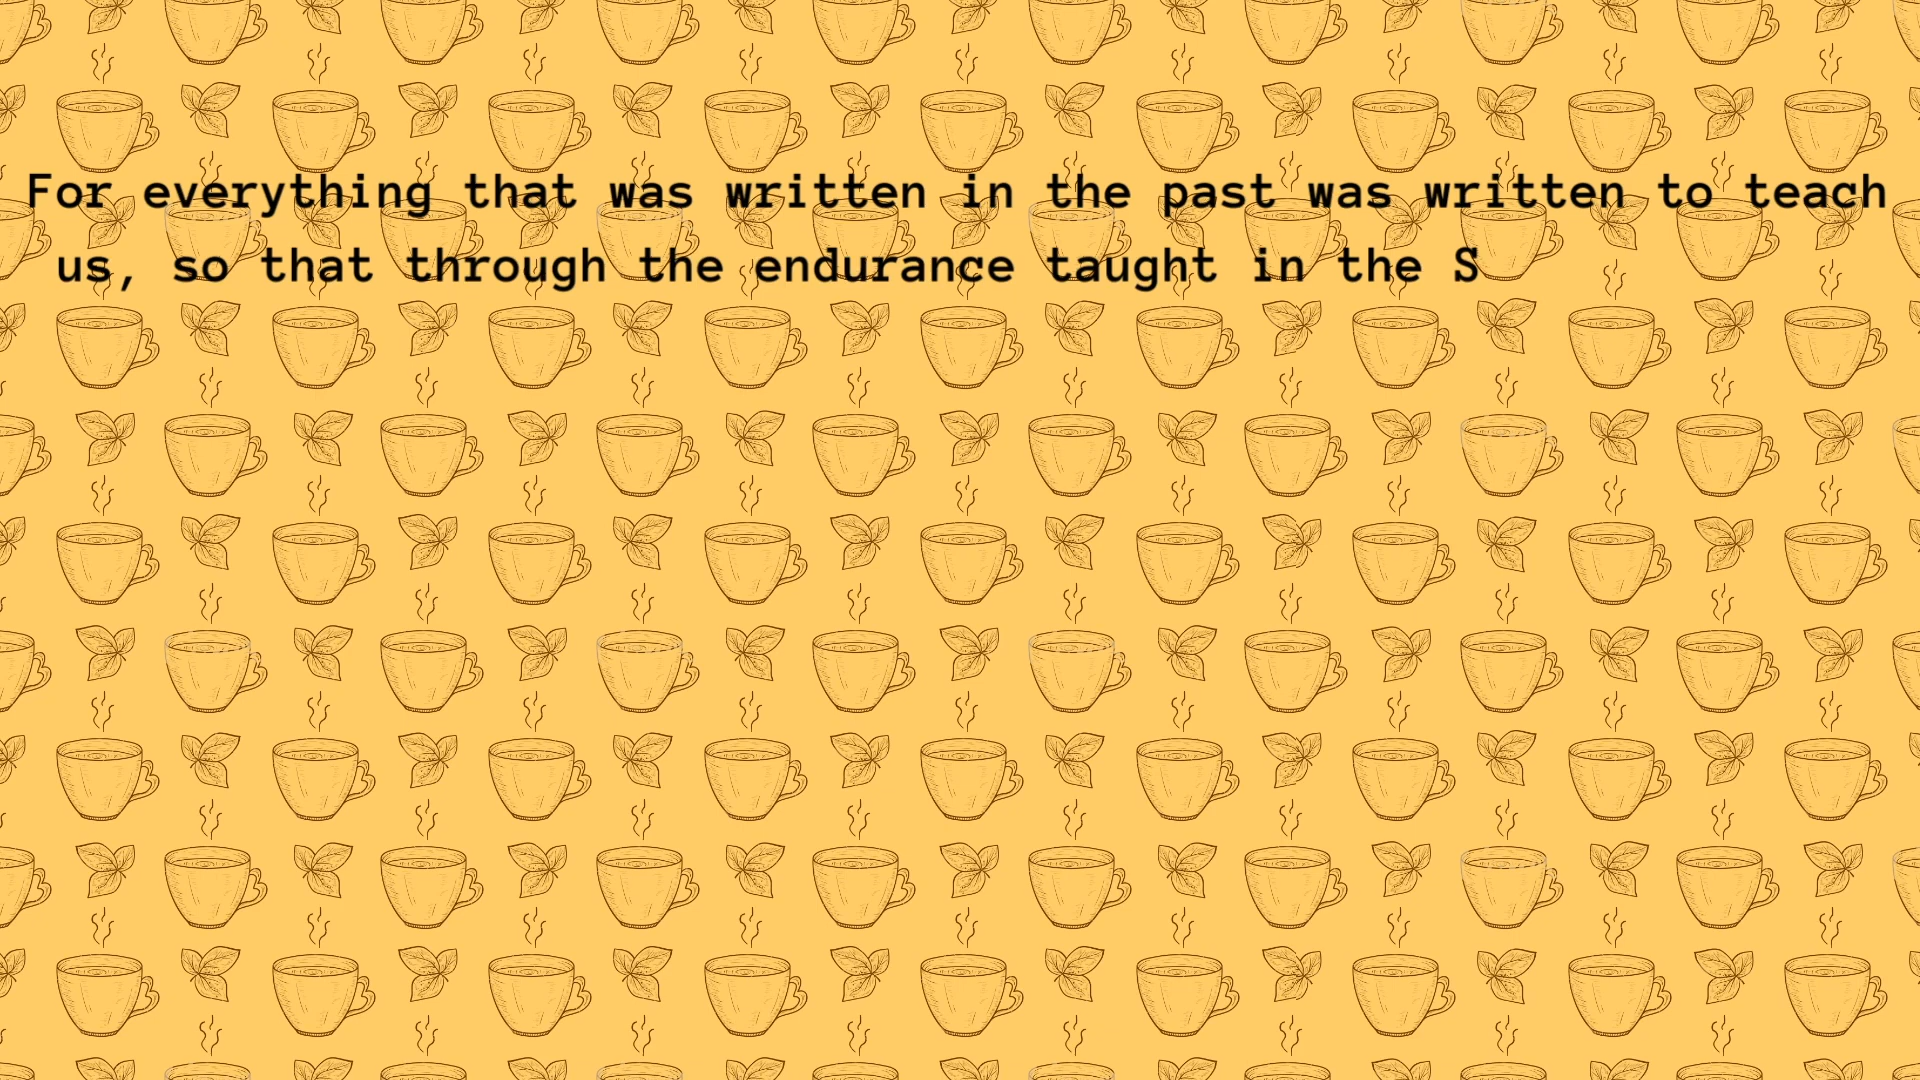 For everything that was written in the past was written to teach
us, so that through the endurance taught in the S